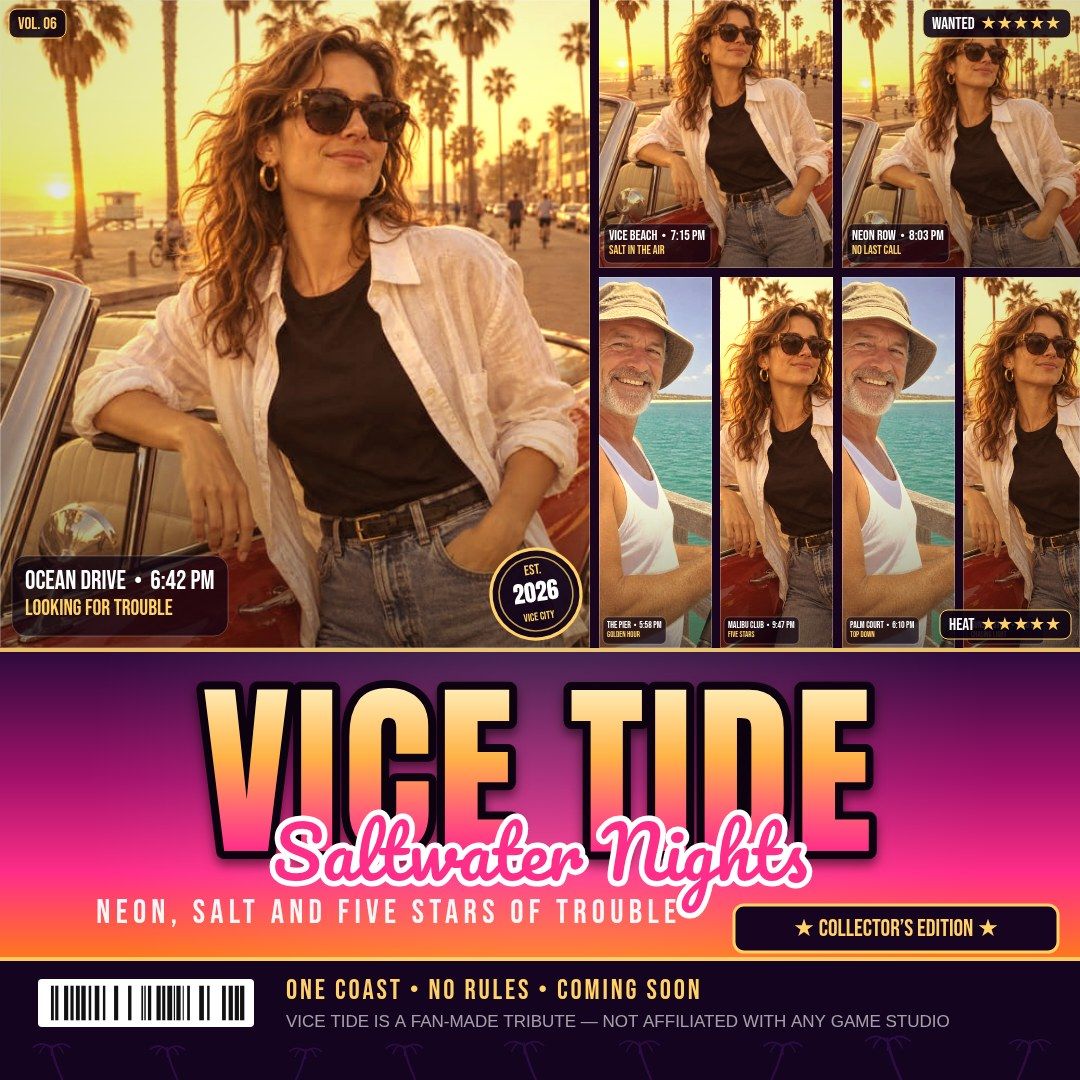 VOL. 06
WANTED ★★★★★
VICE BEACH • 7:15 PM
SALT IN THE AIR
NEON ROW • 8:03 PM
NO LAST CALL
OCEAN DRIVE • 6:42 PM
LOOKING FOR TROUBLE
EST.
2026
VICE CITY
THE PIER • 5:58 PM
GOLDEN HOUR
MALIBU CLUB • 9:47 PM
FIVE STARS
PALM COURT • 6:10 PM
TOP DOWN
HEAT ★★★★★
VICE TIDE
Saltwater Nights
NEON, SALT AND FIVE STARS OF TROUBLE
★ COLLECTOR'S EDITION ★
ONE COAST • NO RULES • COMING SOON
VICE TIDE IS A FAN-MADE TRIBUTE — NOT AFFILIATED WITH ANY GAME STUDIO